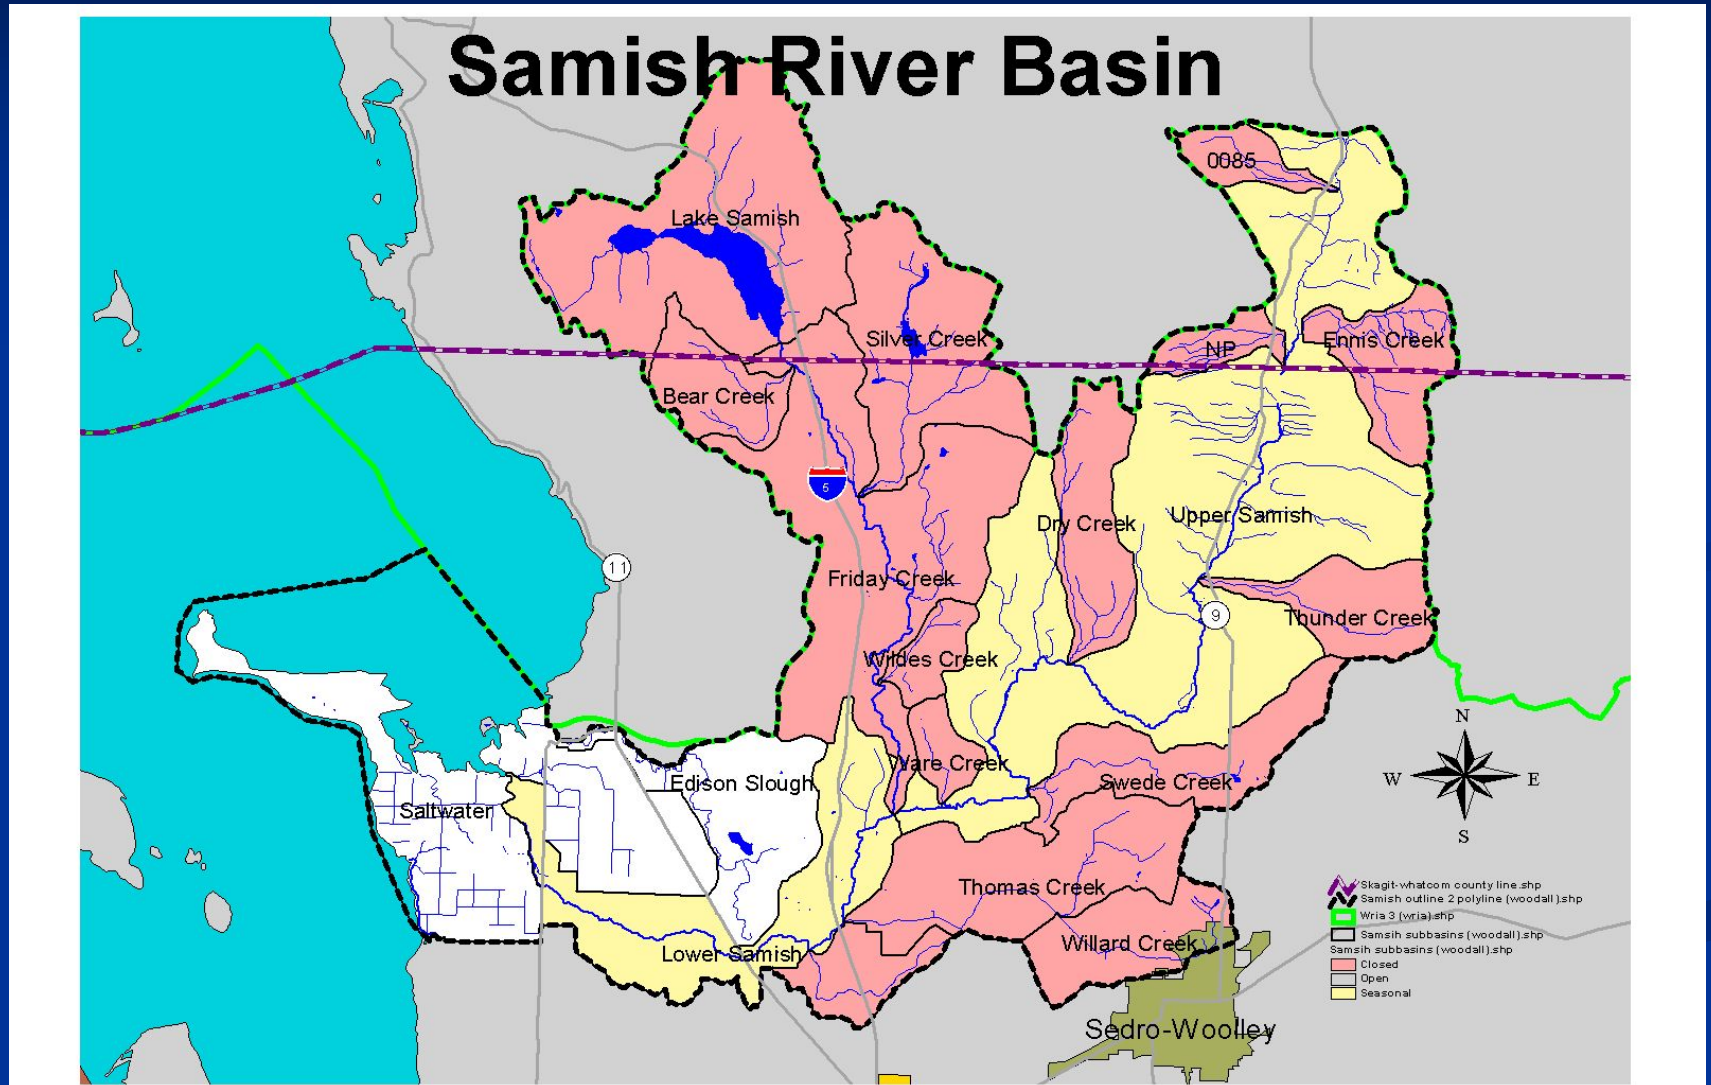 Samish River Basin
0085
Lake Samish
Silver Creek
NP
Ennis Creek
Bear Creek
5
Dry Creek
Upper Samish
11
Friday Creek
9
Thunder Creek
Wildes Creek
N
Ware Creek
W
E
Edison Slough
Swede Creek
Saltwater
S
Thomas Creek
Skagit-whatcom county line.shp
Samish outline 2 polyline (woodall).shp
Wria 3 (wria).shp
Samsih subbasins (woodall).shp
Samsih subbasins (woodall).shp
Closed
Open
Seasonal
Willard Creek
Lower Samish
Sedro-Woolley